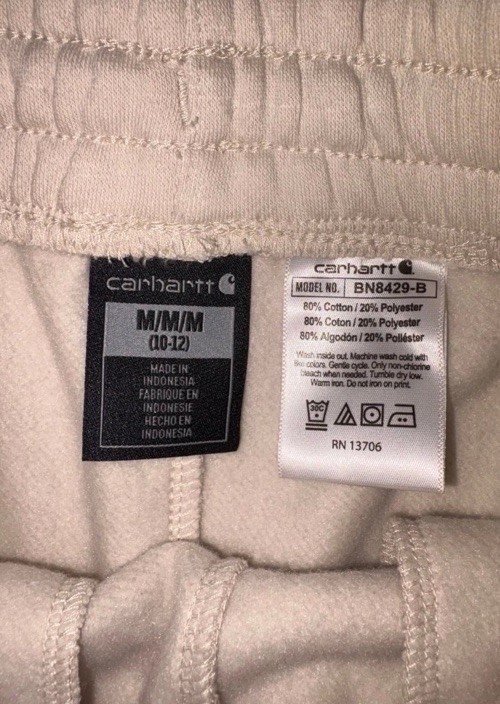 carhartt
M/M/M
(10-12)
MADE IN
INDONESIA
FABRIQUE EN
INDONESIE
HECHO EN
INDONESIA
carhartt
MODEL NO. BN8429-B
80% Cotton / 20% Polyester
80% Coton / 20% Polyester
80% Algodón / 20% Poliéster
Wash inside out. Machine wash cold with
like colors. Gentle cycle. Only non-chlorine
bleach when needed. Tumble dry low.
Warm iron. Do not iron on print.
30C
RN 13706